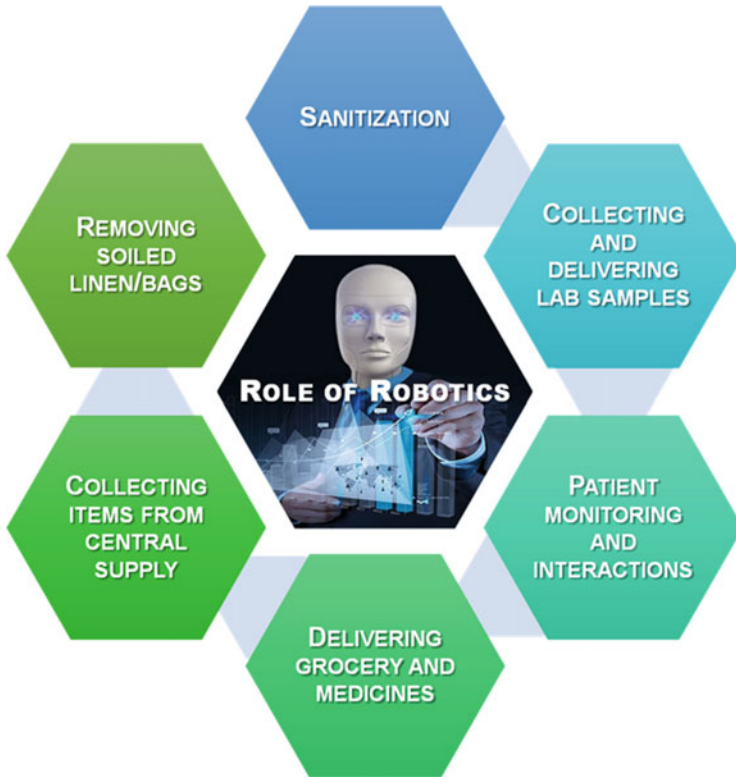 SANITIZATION
COLLECTING
AND
DELIVERING
LAB SAMPLES
PATIENT
MONITORING
AND
INTERACTIONS
DELIVERING
GROCERY AND
MEDICINES
COLLECTING
ITEMS FROM
CENTRAL
SUPPLY
REMOVING
SOILED
LINEN/BAGS
ROLE OF ROBOTICS